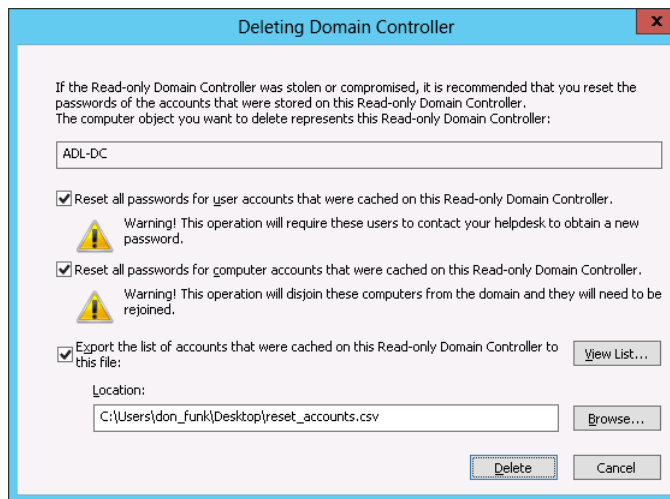 Deleting Domain Controller
x
If the Read-only Domain Controller was stolen or compromised, it is recommended that you reset the
passwords of the accounts that were stored on this Read-only Domain Controller.
The computer object you want to delete represents this Read-only Domain Controller:
ADL-DC
Reset all passwords for user accounts that were cached on this Read-only Domain Controller.
Warning! This operation will require these users to contact your helpdesk to obtain a new
password.
Reset all passwords for computer accounts that were cached on this Read-only Domain Controller.
Warning! This operation will disjoin these computers from the domain and they will need to be
rejoined.
Export the list of accounts that were cached on this Read-only Domain Controller to
this file:
View List...
Location:
C:\Users\don_funk\Desktop\reset_accounts.csv
Browse...
Delete
Cancel